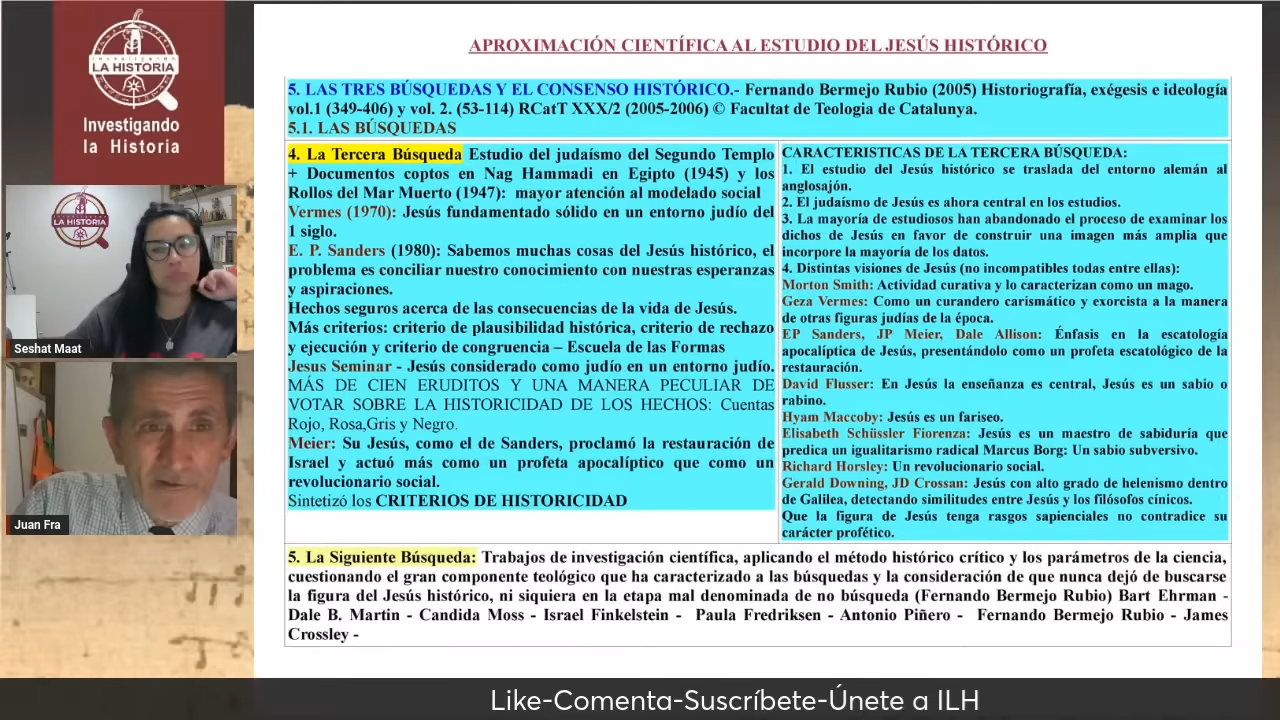 LA HISTORIA
Investigando
la Historia
LA HISTORIA
Seshat Maat
Juan Fra
APROXIMACIÓN CIENTÍFICA AL ESTUDIO DEL JESÚS HISTÓRICO
5. LAS TRES BÚSQUEDAS Y EL CONSENSO HISTÓRICO.- Fernando Bermejo Rubio (2005) Historiografía, exégesis e ideología
vol.1 (349-406) y vol. 2. (53-114) RCatT XXX/2 (2005-2006) © Facultat de Teologia de Catalunya.
5.1. LAS BÚSQUEDAS
4. La Tercera Búsqueda Estudio del judaísmo del Segundo Templo
+ Documentos coptos en Nag Hammadi en Egipto (1945) y los
Rollos del Mar Muerto (1947): mayor atención al modelado social
Vermes (1970): Jesús fundamentado sólido en un entorno judío del
1 siglo.
E. P. Sanders (1980): Sabemos muchas cosas del Jesús histórico, el
problema es conciliar nuestro conocimiento con nuestras esperanzas
y aspiraciones.
Hechos seguros acerca de las consecuencias de la vida de Jesús.
Más criterios: criterio de plausibilidad histórica, criterio de rechazo
y ejecución y criterio de congruencia – Escuela de las Formas
Jesus Seminar - Jesús considerado como judío en un entorno judío.
MÁS DE CIEN ERUDITOS Y UNA MANERA PECULIAR DE
VOTAR SOBRE LA HISTORICIDAD DE LOS HECHOS: Cuentas
Rojo, Rosa,Gris y Negro.
Meier: Su Jesús, como el de Sanders, proclamó la restauración de
Israel y actuó más como un profeta apocalíptico que como un
revolucionario social.
Sintetizó los CRITERIOS DE HISTORICIDAD
CARACTERISTICAS DE LA TERCERA BÚSQUEDA:
1. El estudio del Jesús histórico se traslada del entorno alemán al
anglosajón.
2. El judaísmo de Jesús es ahora central en los estudios.
3. La mayoría de estudiosos han abandonado el proceso de examinar los
dichos de Jesús en favor de construir una imagen más amplia que
incorpore la mayoría de los datos.
4. Distintas visiones de Jesús (no incompatibles todas entre ellas):
Morton Smith: Actividad curativa y lo caracterizan como un mago.
Geza Vermes: Como un curandero carismático y exorcista a la manera
de otras figuras judías de la época.
EP Sanders, JP Meier, Dale Allison: Énfasis en la escatología
apocalíptica de Jesús, presentándolo como un profeta escatológico de la
restauración.
David Flusser: En Jesús la enseñanza es central, Jesús es un sabio o
rabino.
Hyam Maccoby: Jesús es un fariseo.
Elisabeth Schüssler Fiorenza: Jesús es un maestro de sabiduría que
predica un igualitarismo radical Marcus Borg: Un sabio subversivo.
Richard Horsley: Un revolucionario social.
Gerald Downing, JD Crossan: Jesús con alto grado de helenismo dentro
de Galilea, detectando similitudes entre Jesús y los filósofos cínicos.
Que la figura de Jesús tenga rasgos sapienciales no contradice su
carácter profético.
5. La Siguiente Búsqueda: Trabajos de investigación científica, aplicando el método histórico crítico y los parámetros de la ciencia,
cuestionando el gran componente teológico que ha caracterizado a las búsquedas y la consideración de que nunca dejó de buscarse
la figura del Jesús histórico, ni siquiera en la etapa mal denominada de no búsqueda (Fernando Bermejo Rubio) Bart Ehrman -
Dale B. Martin - Candida Moss - Israel Finkelstein - Paula Fredriksen - Antonio Piñero - Fernando Bermejo Rubio - James
Crossley -
Like-Comenta-Suscríbete-Únete a ILH